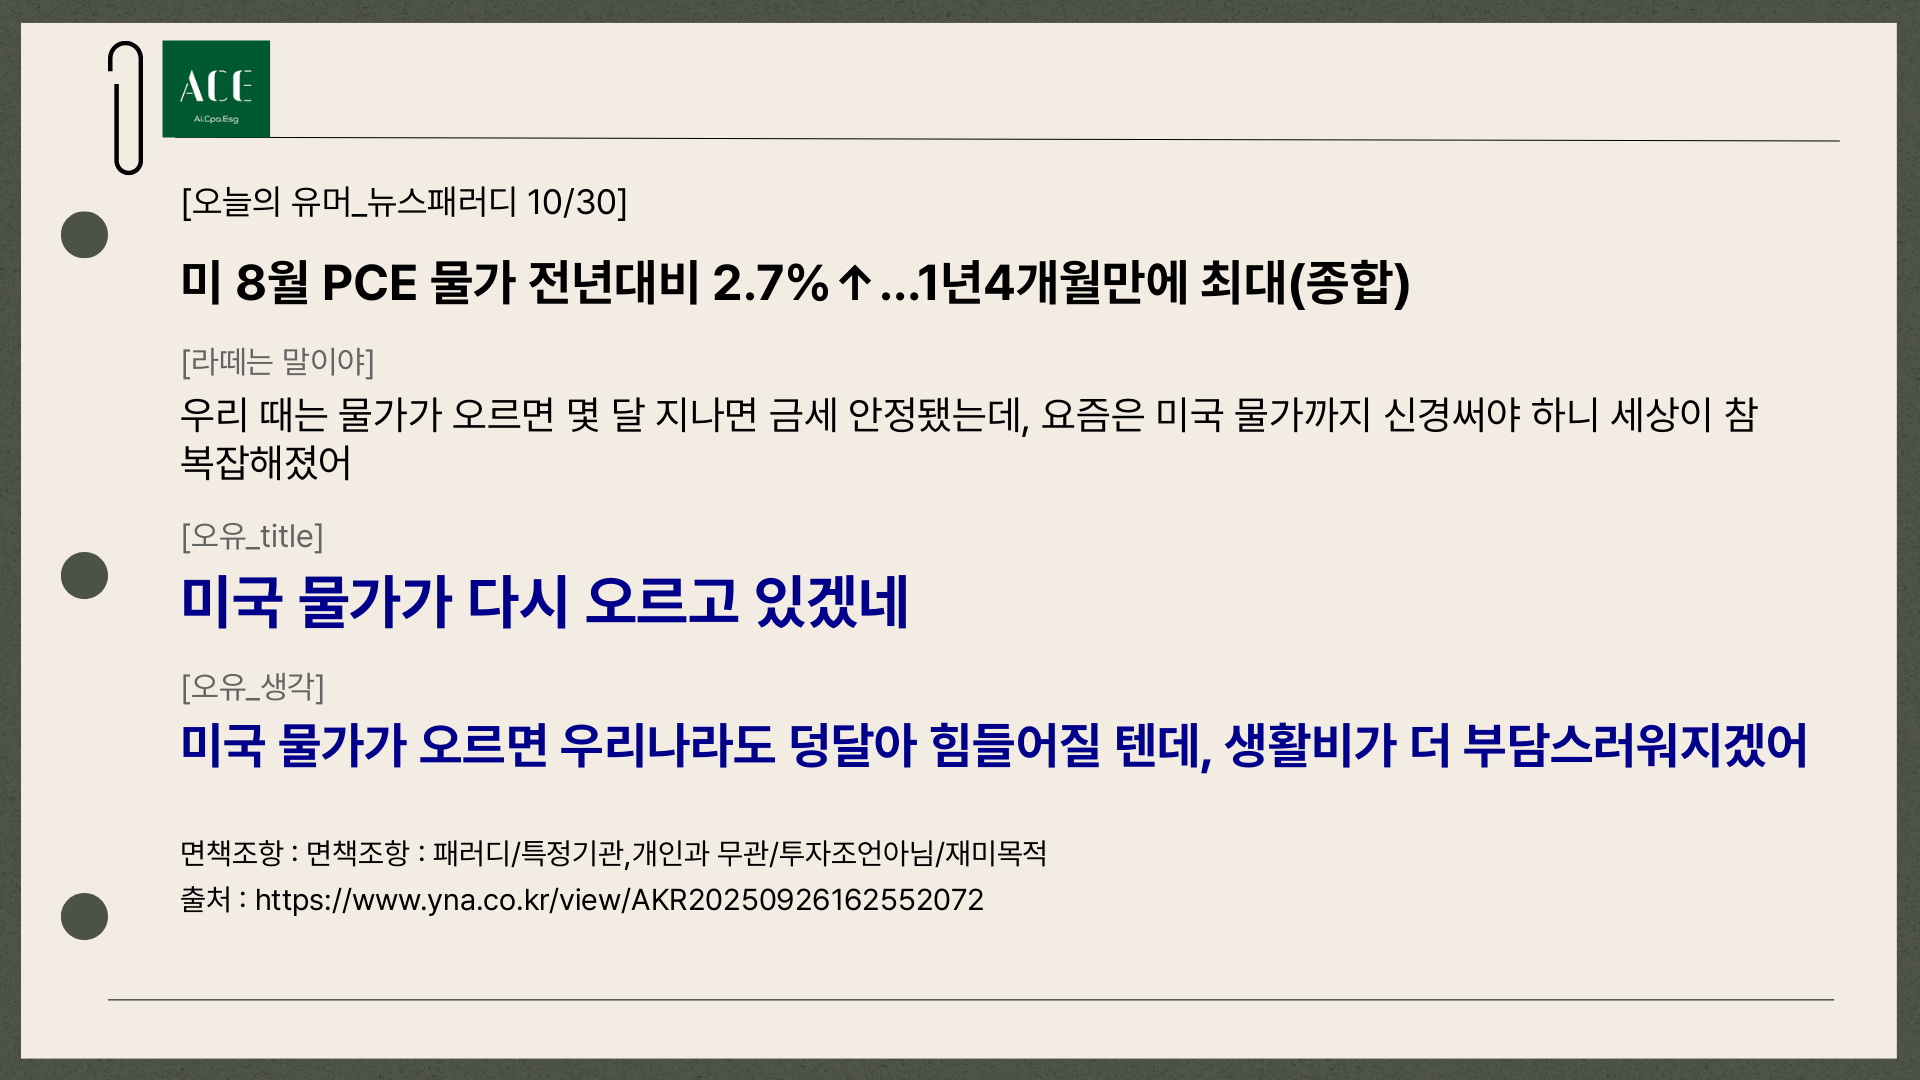 ACE
Ai.Cpa.Esg
[오늘의 유머_뉴스패러디 10/30]
미 8월 PCE 물가 전년대비 2.7%↑...1년4개월만에 최대(종합)
[라떼는 말이야]
우리 때는 물가가 오르면 몇 달 지나면 금세 안정됐는데, 요즘은 미국 물가까지 신경써야 하니 세상이 참
복잡해졌어
[오유_title]
미국 물가가 다시 오르고 있겠네
[오유_생각]
미국 물가가 오르면 우리나라도 덩달아 힘들어질 텐데, 생활비가 더 부담스러워지겠어
면책조항 : 면책조항 : 패러디/특정기관,개인과 무관/투자조언아님/재미목적
출처 : https://www.yna.co.kr/view/AKR20250926162552072